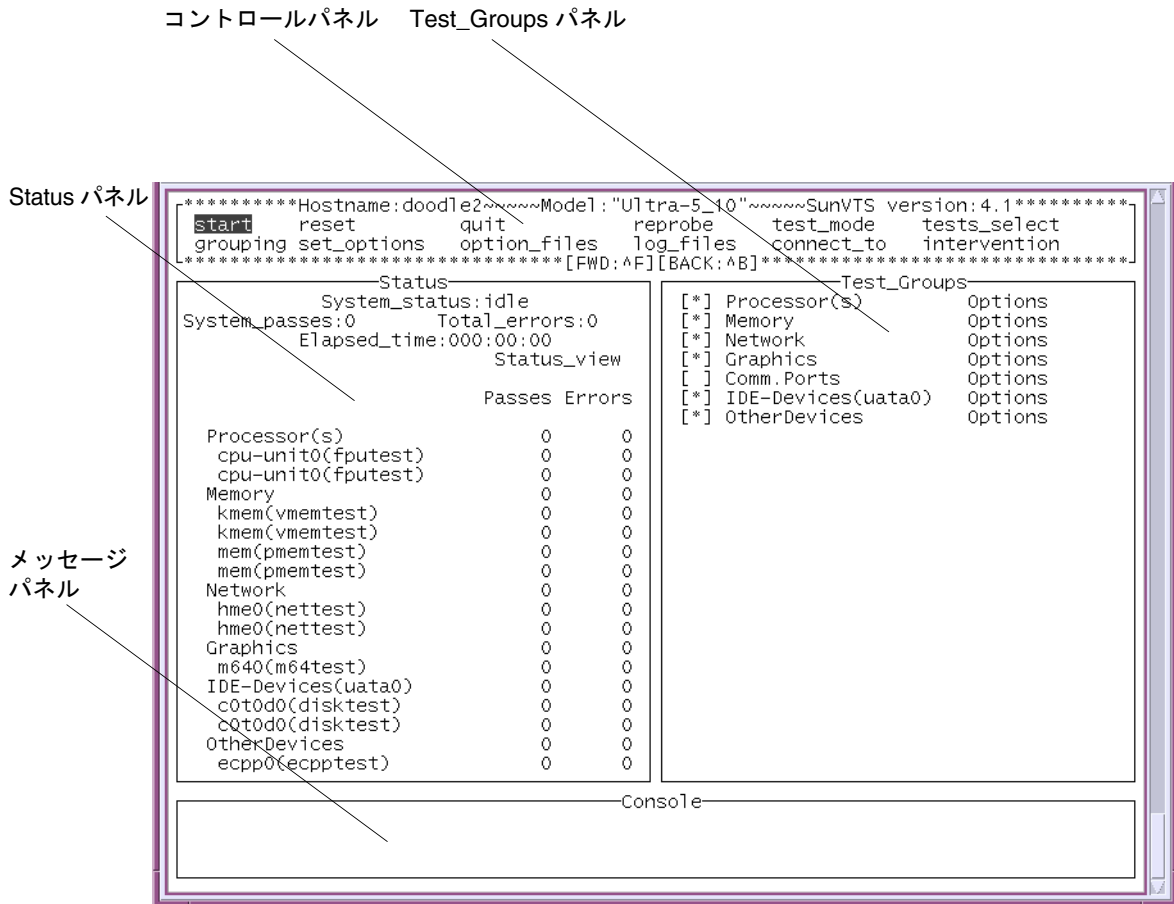 コントロールパネル Test_Groups パネル
Status パネル
**********Hostname:doodle2~~~~~Model:"Ultra-5_10"~~~~~SunVTS version:4.1**********
start reset quit reprobe test_mode tests_select
grouping set_options option_files log_files connect_to intervention
*********************************[FWD:^F][BACK:^B]********************************
Status
System_status:idle
System_passes:0 Total_errors:0
Elapsed_time:000:00:00
Status_view
Passes Errors
Processor(s) 0 0
cpu-unit0(fputest) 0 0
cpu-unit0(fputest) 0 0
Memory 0 0
kmem(vmemtest) 0 0
kmem(vmemtest) 0 0
mem(pmemtest) 0 0
mem(pmemtest) 0 0
Network 0 0
hme0(nettest) 0 0
hme0(nettest) 0 0
Graphics 0 0
m640(m64test) 0 0
IDE-Devices(uata0) 0 0
c0t0d0(disktest) 0 0
c0t0d0(disktest) 0 0
OtherDevices 0 0
ecpp0(ecpptest) 0 0
Test_Groups
[*] Processor(s) Options
[*] Memory Options
[*] Network Options
[*] Graphics Options
[ ] Comm.Ports Options
[*] IDE-Devices(uata0) Options
[*] OtherDevices Options
メッセージ
パネル
Console